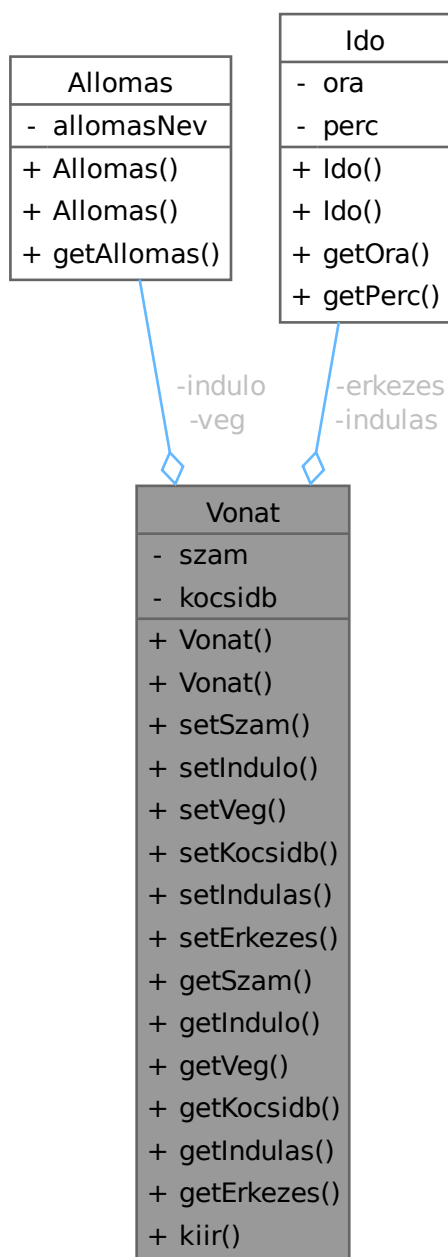 Allomas
- allomasNev
+ Allomas()
+ Allomas()
+ getAllomas()
Ido
- ora
- perc
+ Ido()
+ Ido()
+ getOra()
+ getPerc()
-indulo
-veg
-erkezes
-indulas
Vonat
- szam
- kocsidb
+ Vonat()
+ Vonat()
+ setSzam()
+ setIndulo()
+ setVeg()
+ setKocsidb()
+ setIndulas()
+ setErkezes()
+ getSzam()
+ getIndulo()
+ getVeg()
+ getKocsidb()
+ getIndulas()
+ getErkezes()
+ kiir()